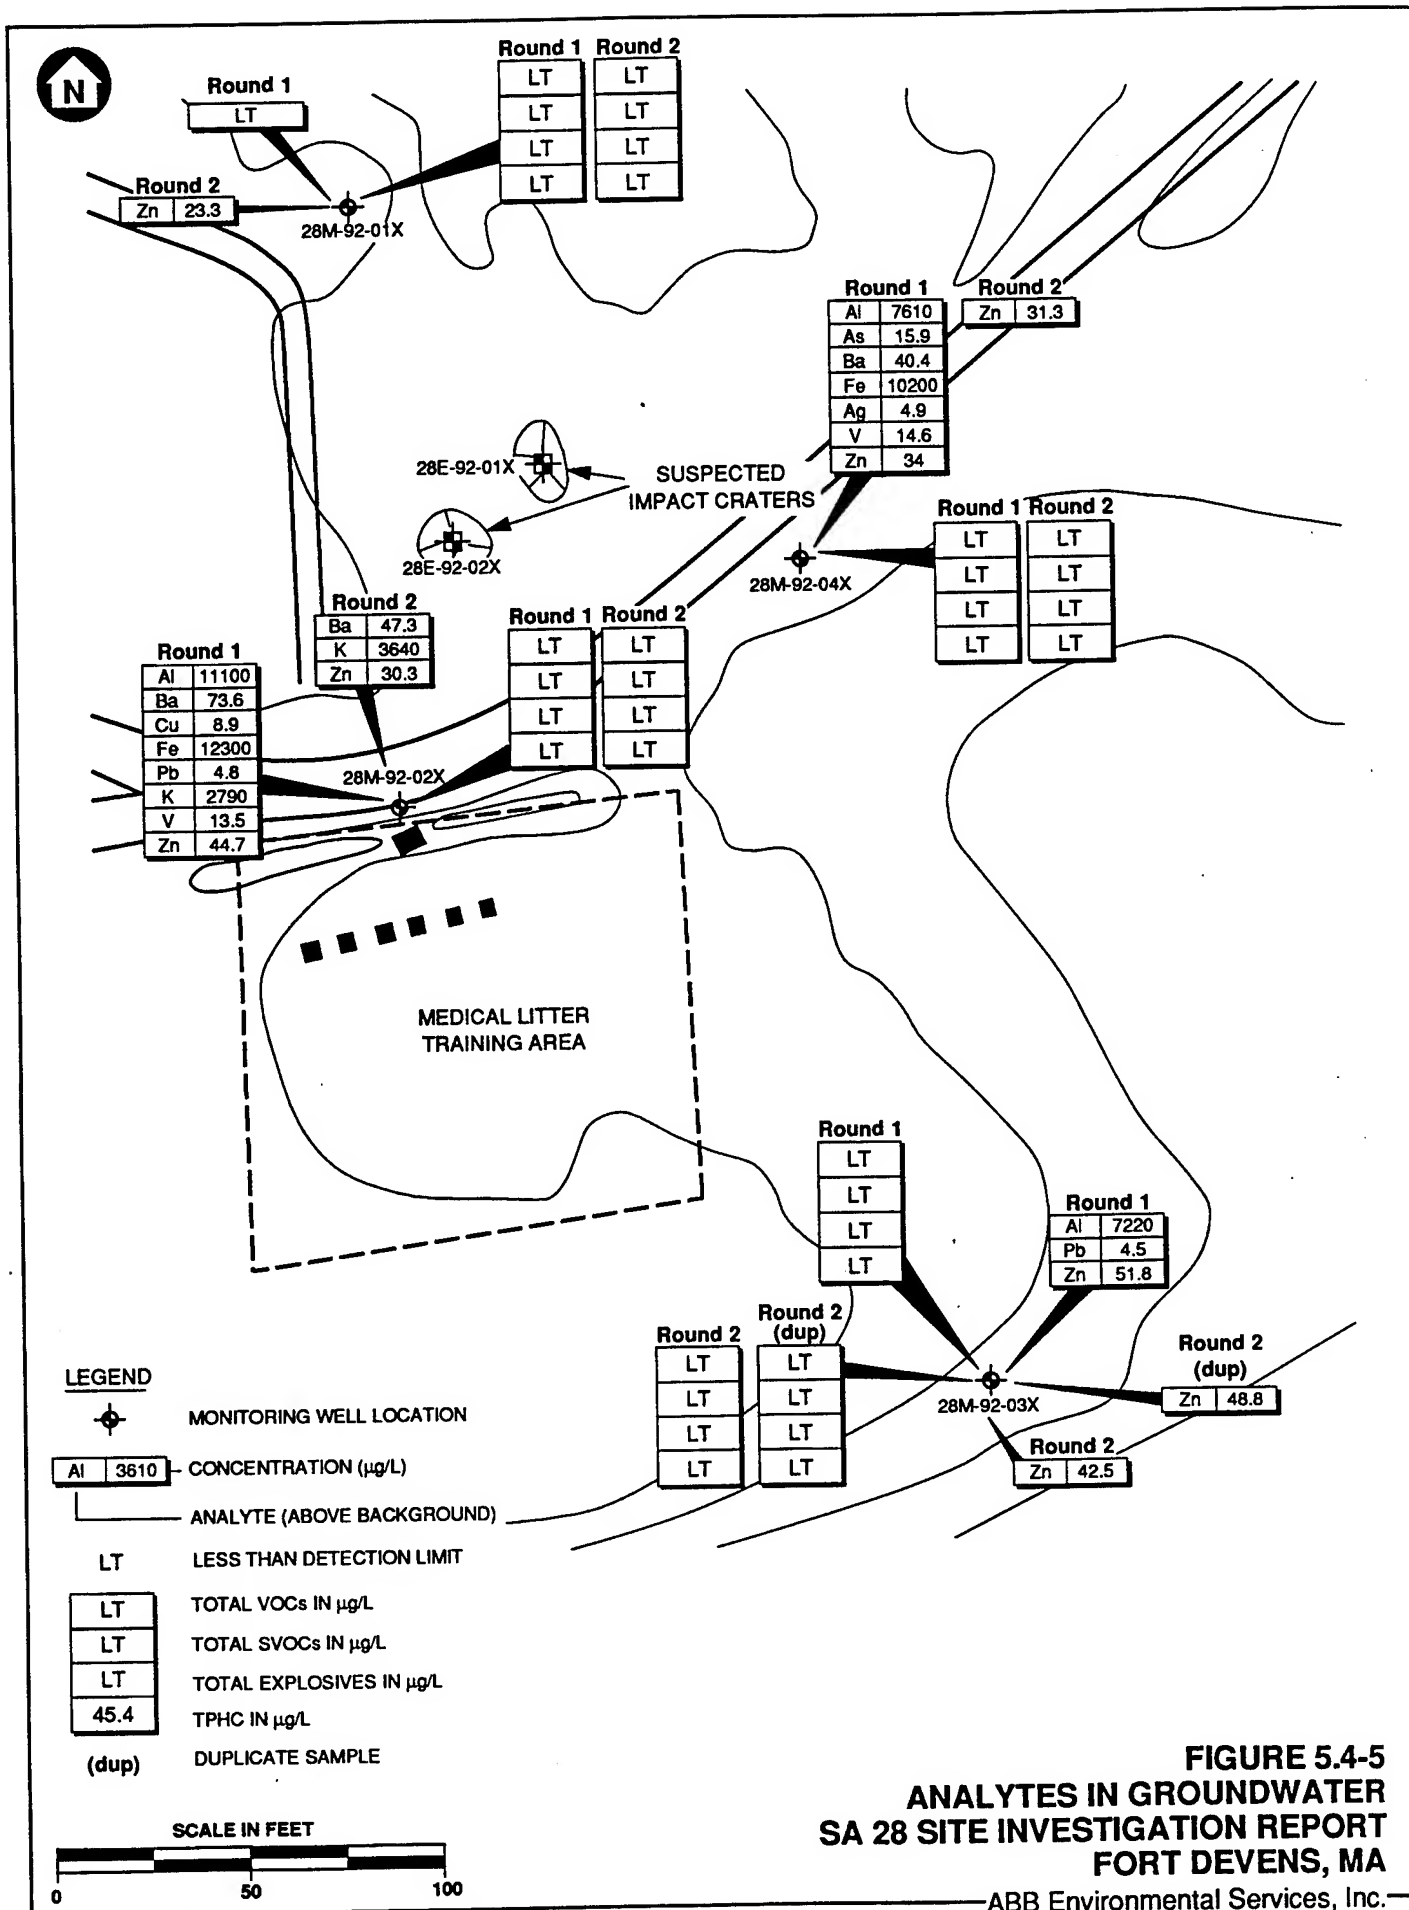 N
Round 1
LT
Round 2
Zn 23.3
28M-92-01X
Round 1 Round 2
LT LT
LT LT
LT LT
LT LT
Round 1
Al 7610
As 15.9
Ba 40.4
Fe 10200
Ag 4.9
V 14.6
Zn 34
Round 2
Zn 31.3
28E-92-01X
SUSPECTED
IMPACT CRATERS
28E-92-02X
28M-92-04X
Round 1 Round 2
LT LT
LT LT
LT LT
LT LT
Round 2
Ba 47.3
K 3640
Zn 30.3
Round 1 Round 2
LT LT
LT LT
LT LT
LT LT
Round 1
Al 11100
Ba 73.6
Cu 8.9
Fe 12300
Pb 4.8
K 2790
V 13.5
Zn 44.7
28M-92-02X
MEDICAL LITTER
TRAINING AREA
Round 1
LT
LT
LT
LT
Round 1
Al 7220
Pb 4.5
Zn 51.8
Round 2
LT
LT
LT
LT
Round 2
(dup)
LT
LT
LT
LT
28M-92-03X
Round 2
(dup)
Zn 48.8
Round 2
Zn 42.5
LEGEND
MONITORING WELL LOCATION
Al 3610 CONCENTRATION (µg/L)
ANALYTE (ABOVE BACKGROUND)
LT LESS THAN DETECTION LIMIT
LT TOTAL VOCs IN µg/L
LT TOTAL SVOCs IN µg/L
LT TOTAL EXPLOSIVES IN µg/L
45.4 TPHC IN µg/L
(dup) DUPLICATE SAMPLE
SCALE IN FEET
0 50 100
FIGURE 5.4-5
ANALYTES IN GROUNDWATER
SA 28 SITE INVESTIGATION REPORT
FORT DEVENS, MA
ABB Environmental Services, Inc.